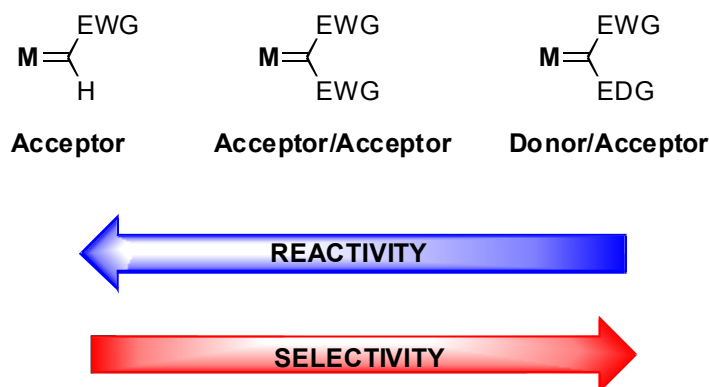 EWG
M
H
Acceptor
EWG
M
EWG
Acceptor/Acceptor
EWG
M
EDG
Donor/Acceptor
REACTIVITY
SELECTIVITY